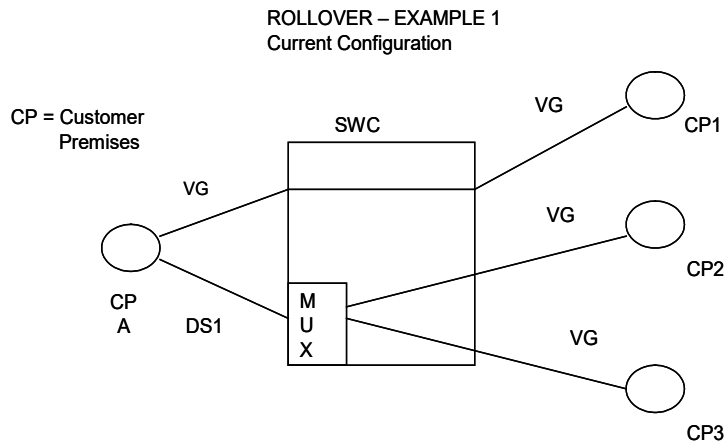 ROLLOVER – EXAMPLE 1
Current Configuration
CP = Customer
Premises
SWC
VG
CP1
VG
VG
CP2
CP
A
DS1
M
U
X
VG
CP3